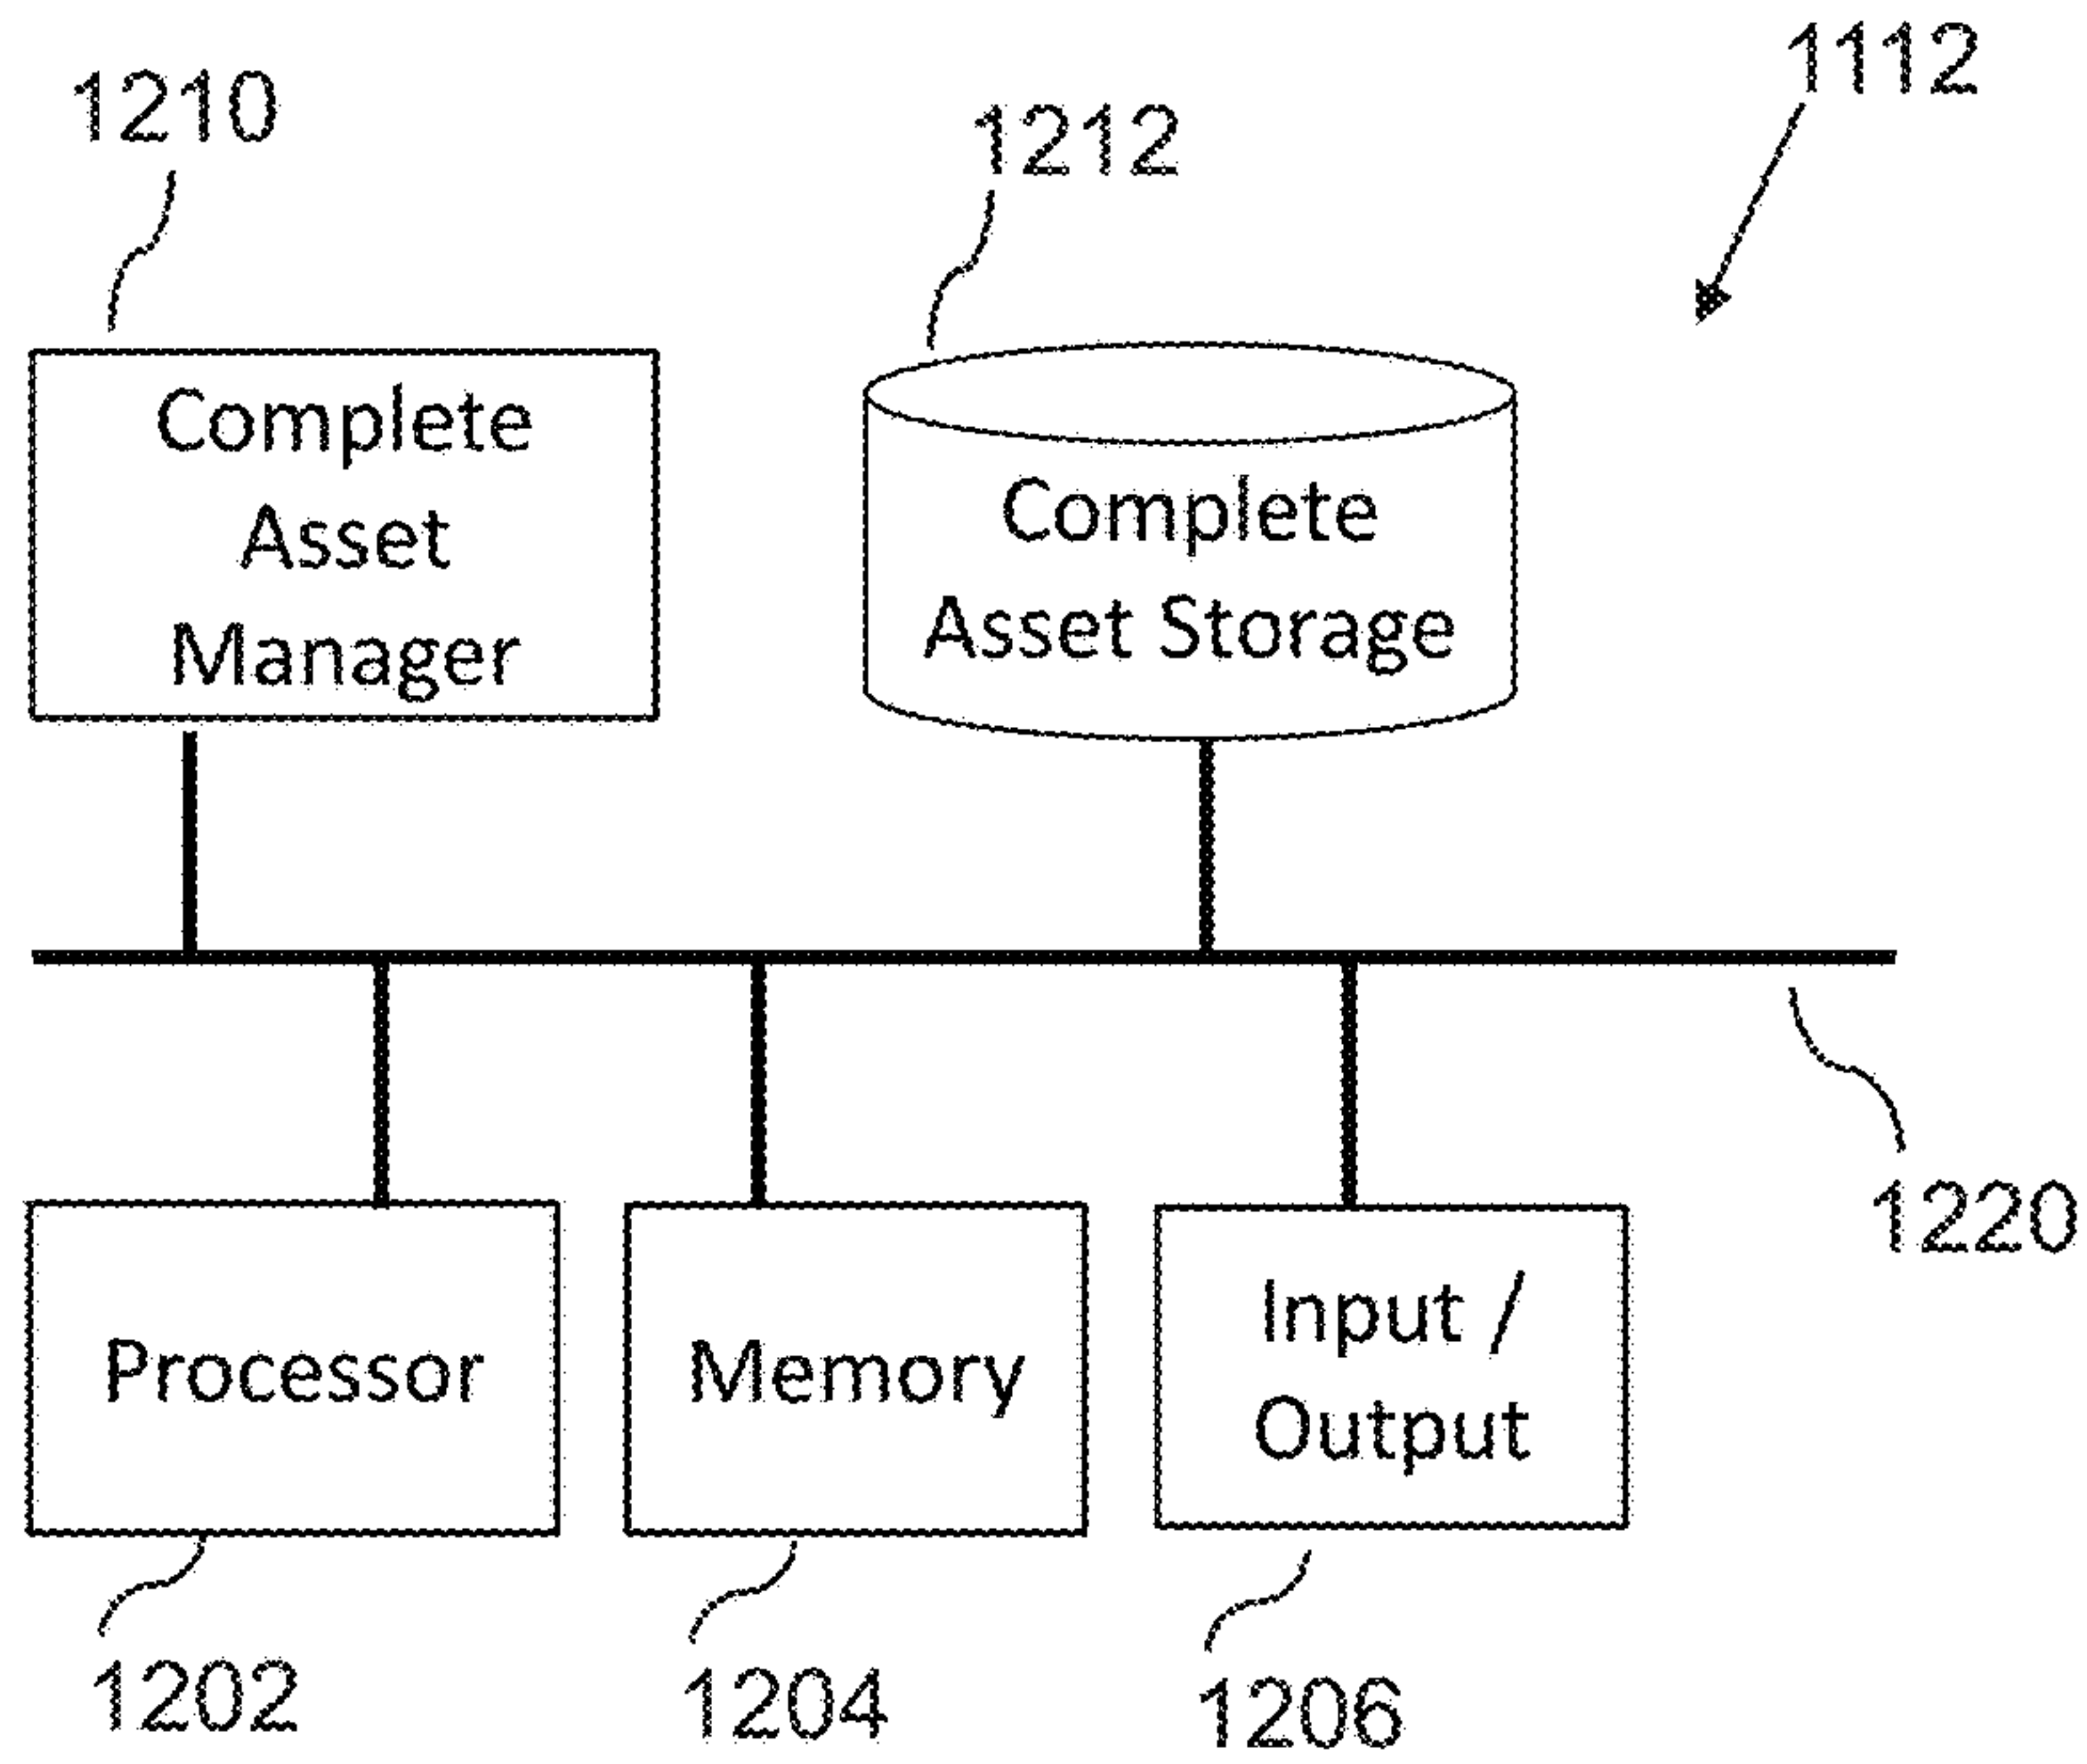 1112
1210
1212
Complete
Asset
Manager
Complete
Asset Storage
1220
Processor
Memory
Input /
Output
1202
1204
1206